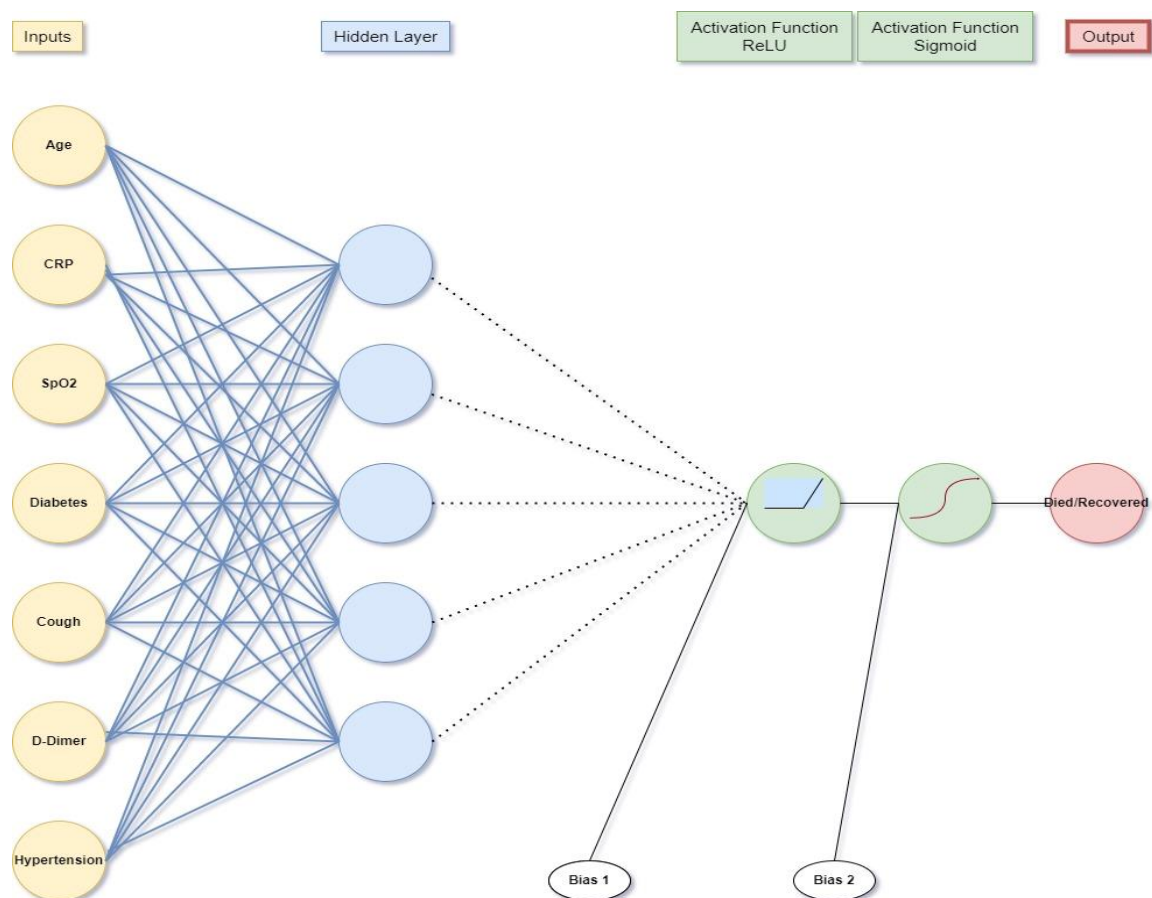 Inputs
Hidden Layer
Activation Function
ReLU
Activation Function
Sigmoid
Output
Age
CRP
SpO2
Diabetes
Cough
D-Dimer
Hypertension
Died/Recovered
Bias 1
Bias 2